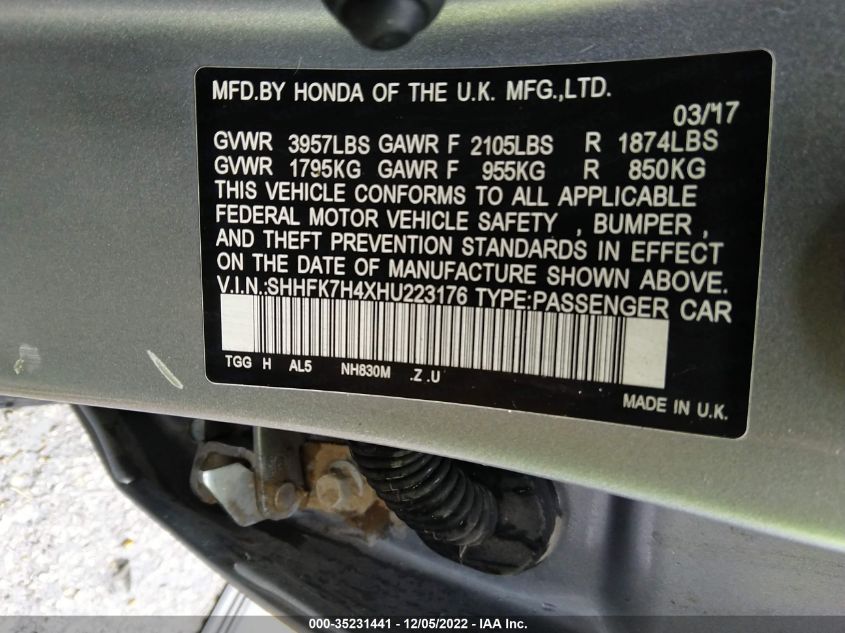 MFD.BY HONDA OF THE U.K. MFG.,LTD.
03/'17
GVWR 3957LBS GAWR F 2105LBS R 1874LBS
GVWR 1795KG GAWR F 955KG R 850KG
THIS VEHICLE CONFORMS TO ALL APPLICABLE
FEDERAL MOTOR VEHICLE SAFETY , BUMPER ,
AND THEFT PREVENTION STANDARDS IN EFFECT
ON THE DATE OF MANUFACTURE SHOWN ABOVE.
V.I.N.:SHHFK7H4XHU223176 TYPE:PASSENGER CAR
TGG H AL5 NH830M .Z .U
MADE IN U.K.
000-35231441 - 12/05/2022 - IAA Inc.